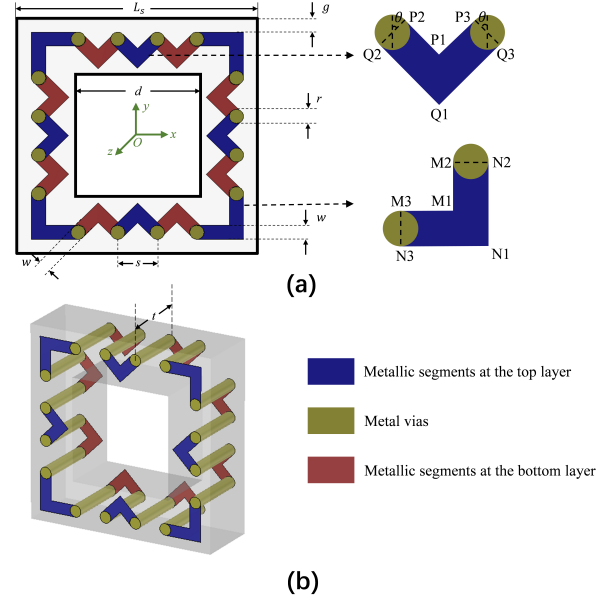 L_s
g
θ P2 P3 θ
Q2 P1 Q3
d
y
r
O x
z
Q1
M2 N2
M3 M1
w
N3 N1
w s
(a)
t
Metallic segments at the top layer
Metal vias
Metallic segments at the bottom layer
(b)